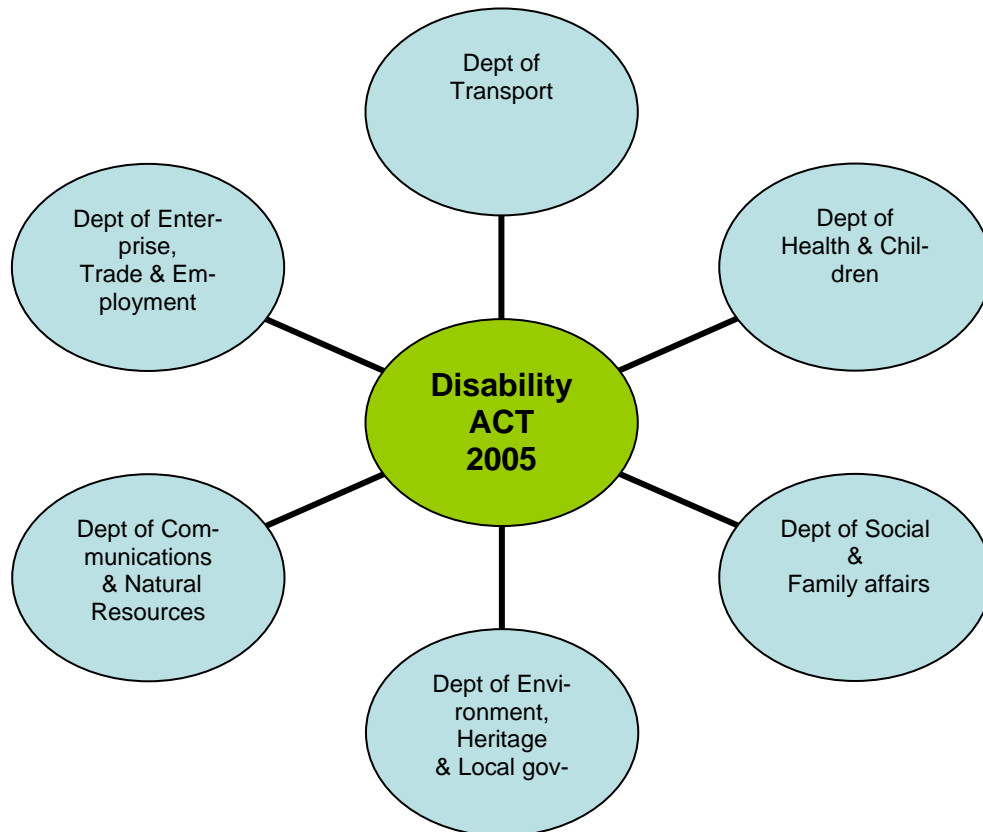 Dept of
Transport
Dept of Enter-
prise,
Trade & Em-
ployment
Dept of
Health & Chil-
dren
Disability
ACT
2005
Dept of Com-
munications
& Natural
Resources
Dept of Social
&
Family affairs
Dept of Envi-
ronment,
Heritage
& Local gov-